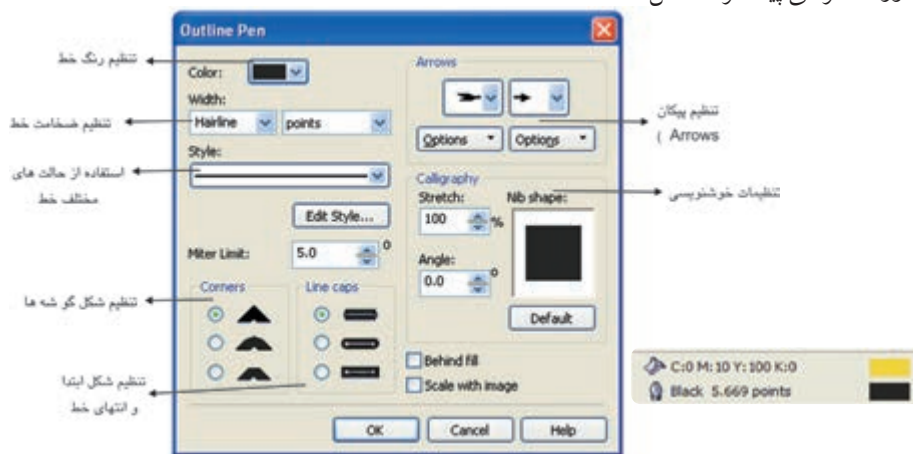 Outline Pen
تنظیم رنگ خط
Color:
Width:
Hairline
points
تنظیم ضخامت خط
Style:
استفاده از حالت های
مختلف خط
Edit Style...
Miter Limit:
5.0
°
Corners
Line caps
تنظیم شکل گو شه ها
تنظیم شکل ابتدا
و انتهای خط
Arrows
Options
Options
تنظیم پیکان
Arrows )
Calligraphy
Stretch:
Nib shape:
100
%
Angle:
0.0
°
Default
تنظیمات خوشنویسی
Behind fill
Scale with image
OK
Cancel
Help
C:0 M:10 Y:100 K:0
Black 5.669 points